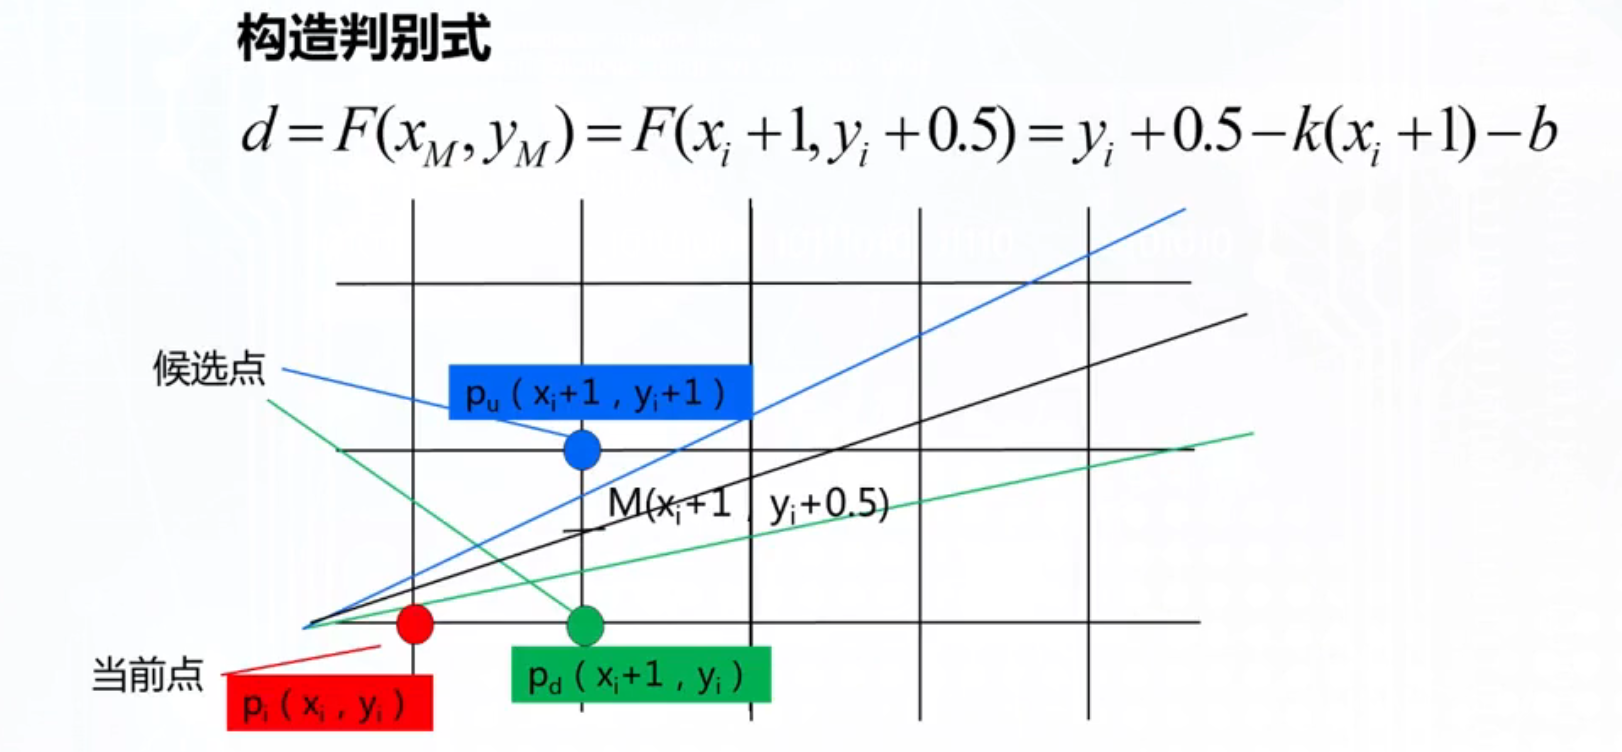 构造判别式
d = F(x_M, y_M) = F(x_i + 1, y_i + 0.5) = y_i + 0.5 − k(x_i + 1) − b
候选点
p_u ( x_i+1 , y_i+1 )
M(x_i+1 , y_i+0.5)
当前点
p_d ( x_i+1 , y_i )
p_i ( x_i , y_i )